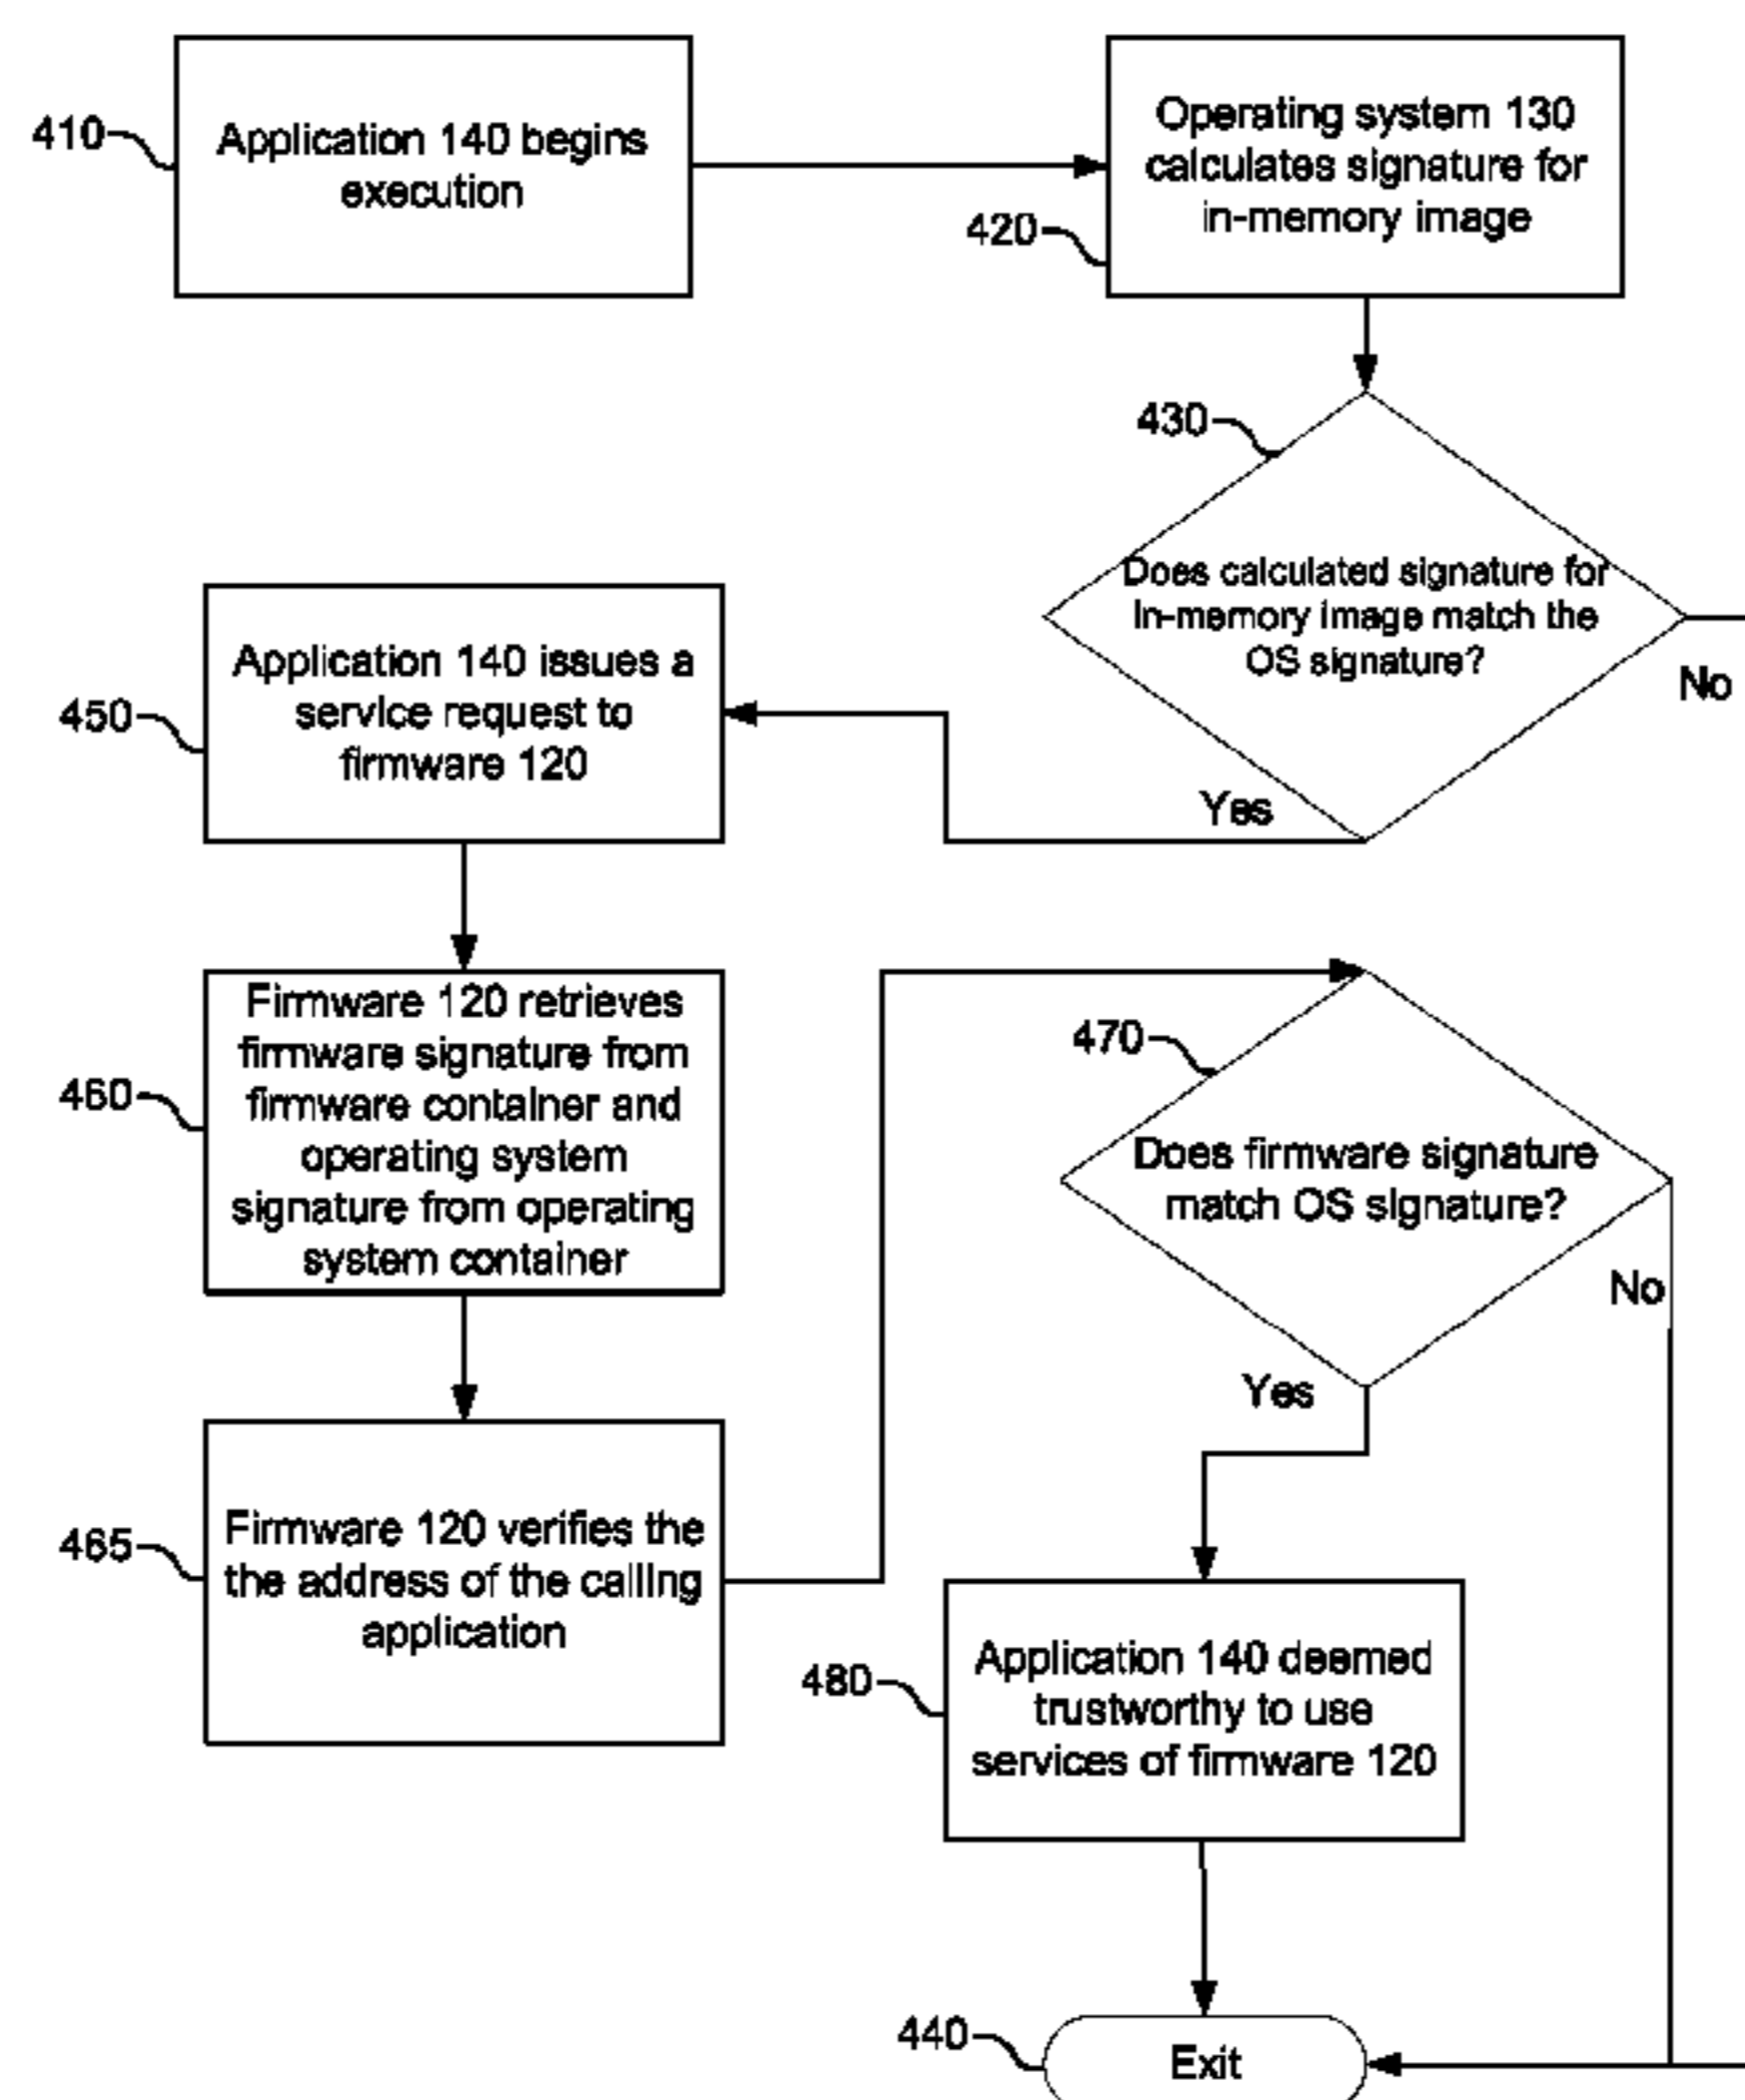 410
Application 140 begins
execution
Operating system 130
calculates signature for
in-memory image
420
430
Does calculated signature for
In-memory image match the
OS signature?
No
Yes
Application 140 issues a
service request to
firmware 120
450
Firmware 120 retrieves
firmware signature from
firmware container and
operating system
signature from operating
system container
460
Firmware 120 verifies the
the address of the calling
application
465
470
Does firmware signature
match OS signature?
No
Yes
Application 140 deemed
trustworthy to use
services of firmware 120
480
440
Exit